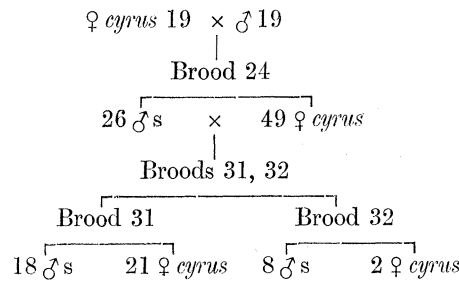 ♀ cyrus 19 × ♂ 19
Brood 24
26 ♂s × 49 ♀ cyrus
Broods 31, 32
Brood 31 Brood 32
18 ♂s 21 ♀ cyrus 8 ♂s 2 ♀ cyrus